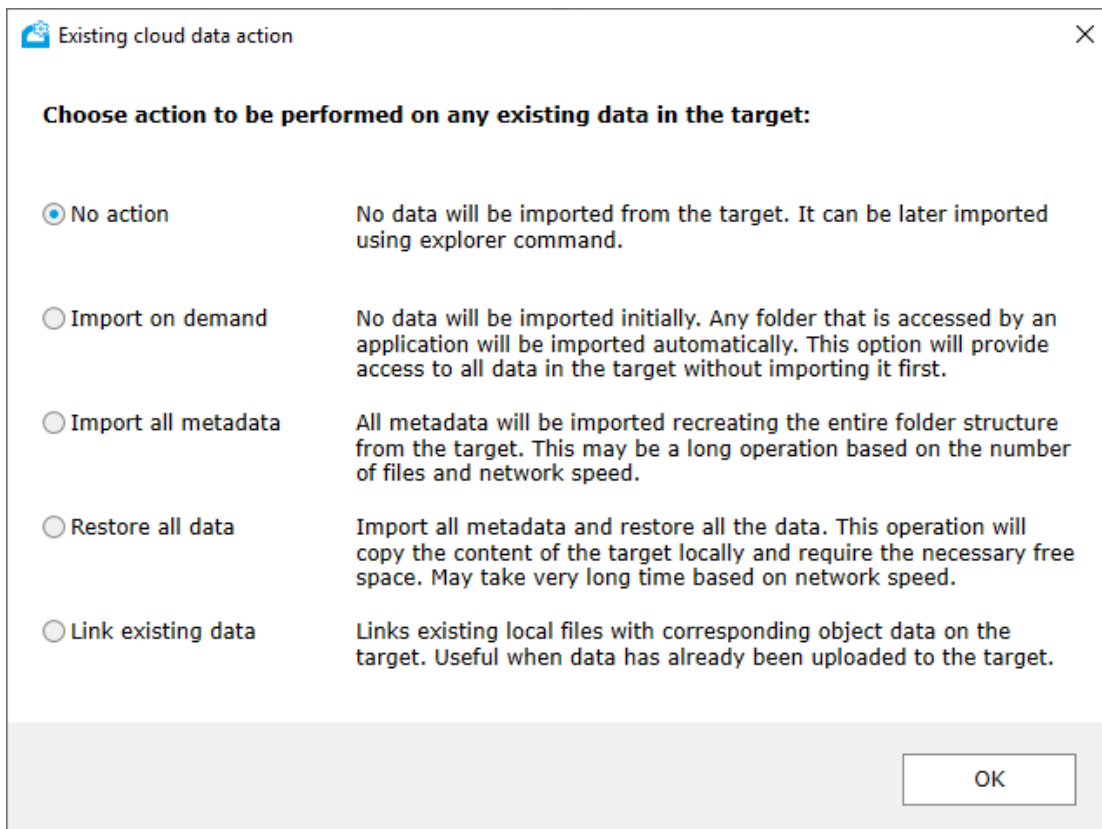 Existing cloud data action
Choose action to be performed on any existing data in the target:
No action
No data will be imported from the target. It can be later imported
using explorer command.
Import on demand
No data will be imported initially. Any folder that is accessed by an
application will be imported automatically. This option will provide
access to all data in the target without importing it first.
Import all metadata
All metadata will be imported recreating the entire folder structure
from the target. This may be a long operation based on the number
of files and network speed.
Restore all data
Import all metadata and restore all the data. This operation will
copy the content of the target locally and require the necessary free
space. May take very long time based on network speed.
Link existing data
Links existing local files with corresponding object data on the
target. Useful when data has already been uploaded to the target.
OK